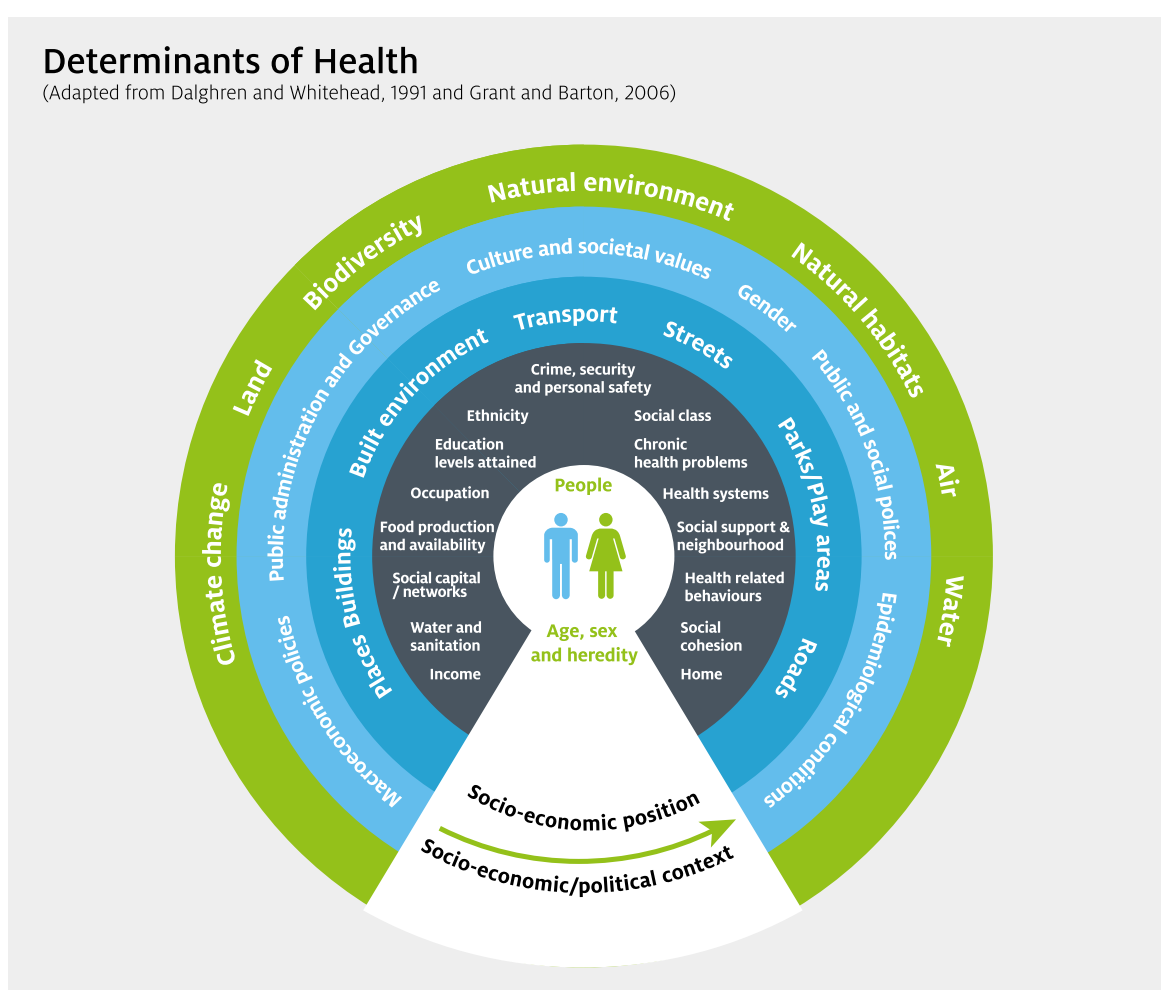 Determinants of Health
(Adapted from Dalghren and Whitehead, 1991 and Grant and Barton, 2006)
Climate change
Land
Biodiversity
Natural environment
Natural habitats
Air
Water
Macroeconomic policies
Public administration and Governance
Culture and societal values
Gender
Public and social polices
Epidemiological conditions
Places
Buildings
Built environment
Transport
Streets
Parks/Play areas
Roads
Crime, security
and personal safety
Ethnicity
Education
levels attained
Occupation
Food production
and availability
Social capital
/ networks
Water and
sanitation
Income
Social class
Chronic
health problems
Health systems
Social support &
neighbourhood
Health related
behaviours
Social
cohesion
Home
People
Age, sex
and heredity
Socio-economic position
Socio-economic/political context